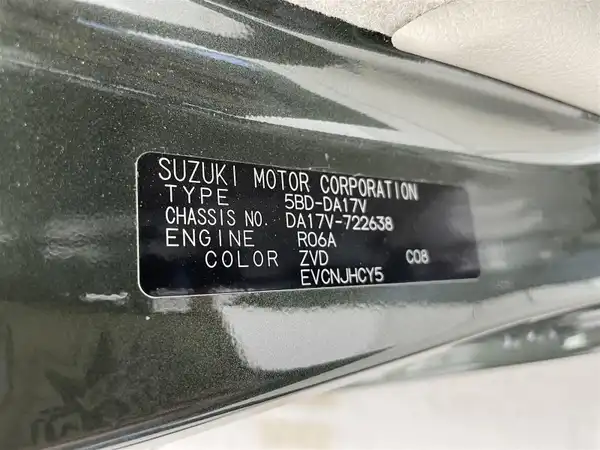 SUZUKI MOTOR CORPORATION
TYPE 5BD-DA17V
CHASSIS NO. DA17V-722638
ENGINE R06A
COLOR ZVD C08
EVCNJHCY5